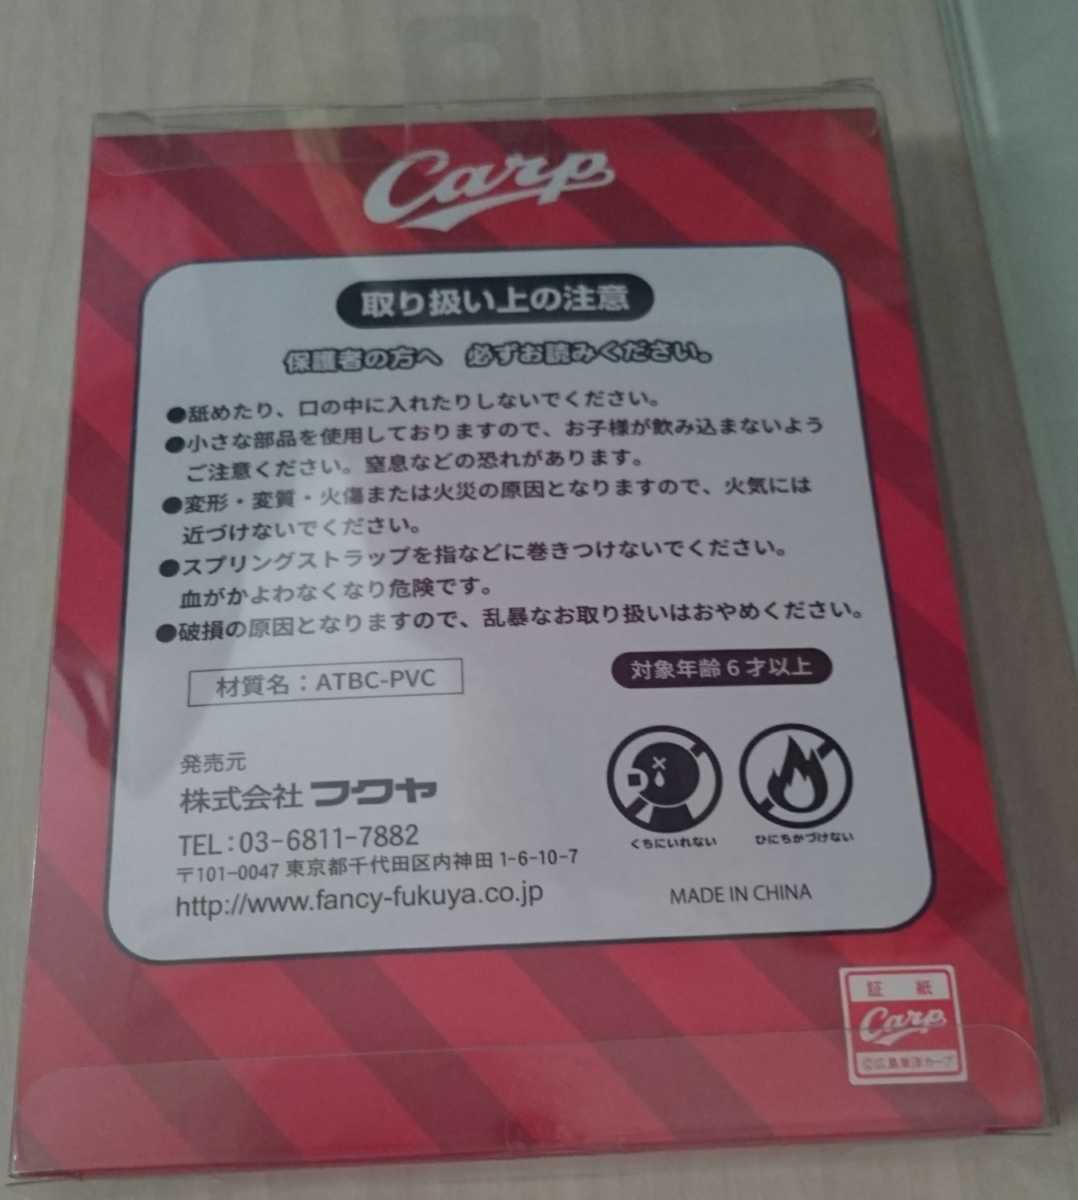 Carp
取り扱い上の注意
保護者の方へ 必ずお読みください。
●舐めたり、口の中に入れたりしないでください。
●小さな部品を使用しておりますので、お子様が飲み込まないよう
ご注意ください。窒息などの恐れがあります。
●変形・変質・火傷または火災の原因となりますので、火気には
近づけないでください。
●スプリングストラップを指などに巻きつけないでください。
血がかよわなくなり危険です。
●破損の原因となりますので、乱暴なお取り扱いはおやめください。
材質名：ATBC-PVC
対象年齢6才以上
発売元
株式会社フクヤ
TEL:03-6811-7882
〒101-0047 東京都千代田区内神田 1-6-10-7
http://www.fancy-fukuya.co.jp
くちにいれない
ひにちかづけない
MADE IN CHINA
証 紙
Carp
©広島東洋カープ